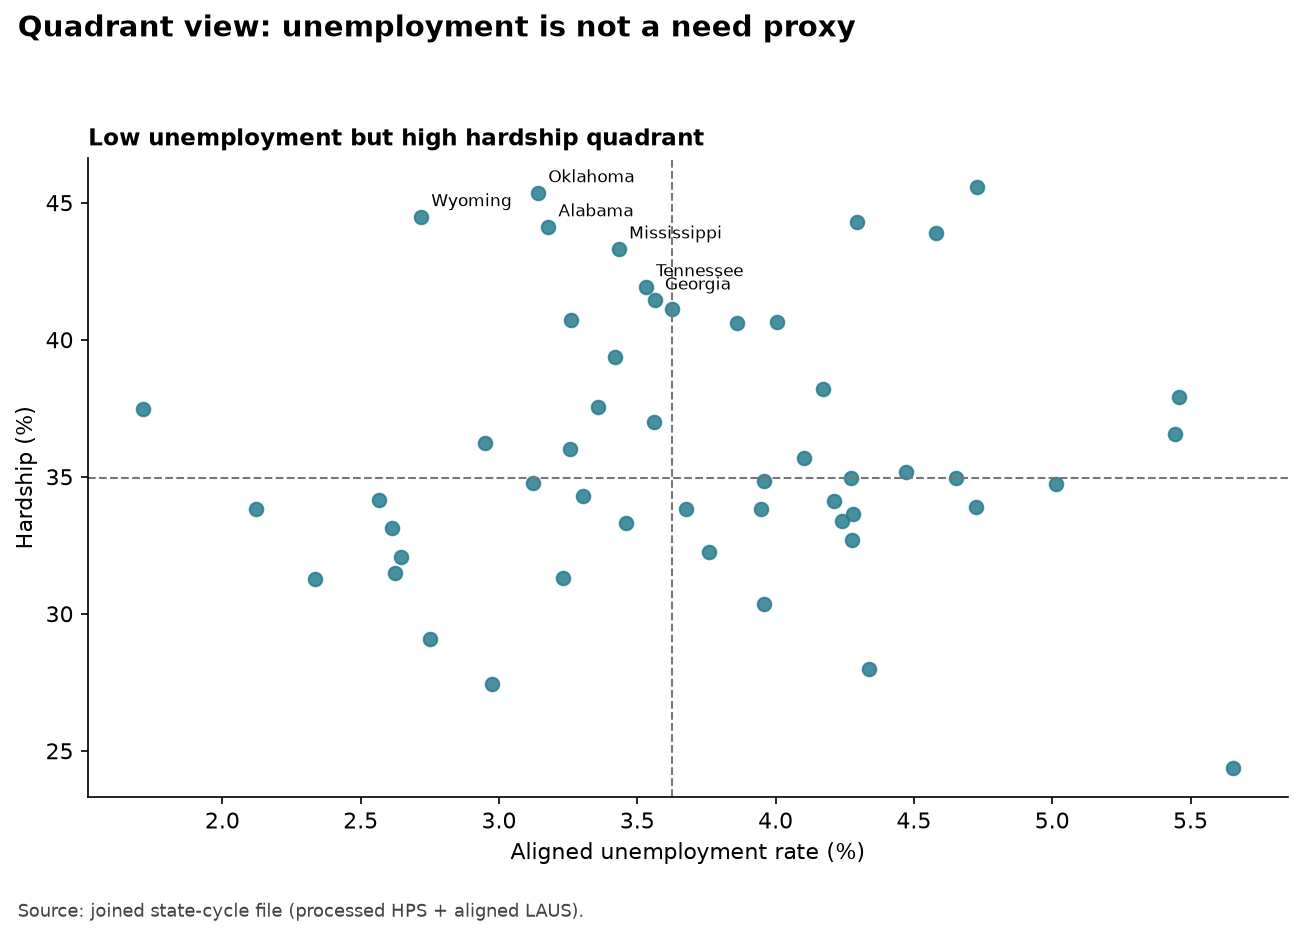 Quadrant view: unemployment is not a need proxy
Low unemployment but high hardship quadrant
Oklahoma
Wyoming
Alabama
Mississippi
Tennessee
Georgia
45
40
35
30
25
Hardship (%)
2.0 2.5 3.0 3.5 4.0 4.5 5.0 5.5
Aligned unemployment rate (%)
Source: joined state-cycle file (processed HPS + aligned LAUS).